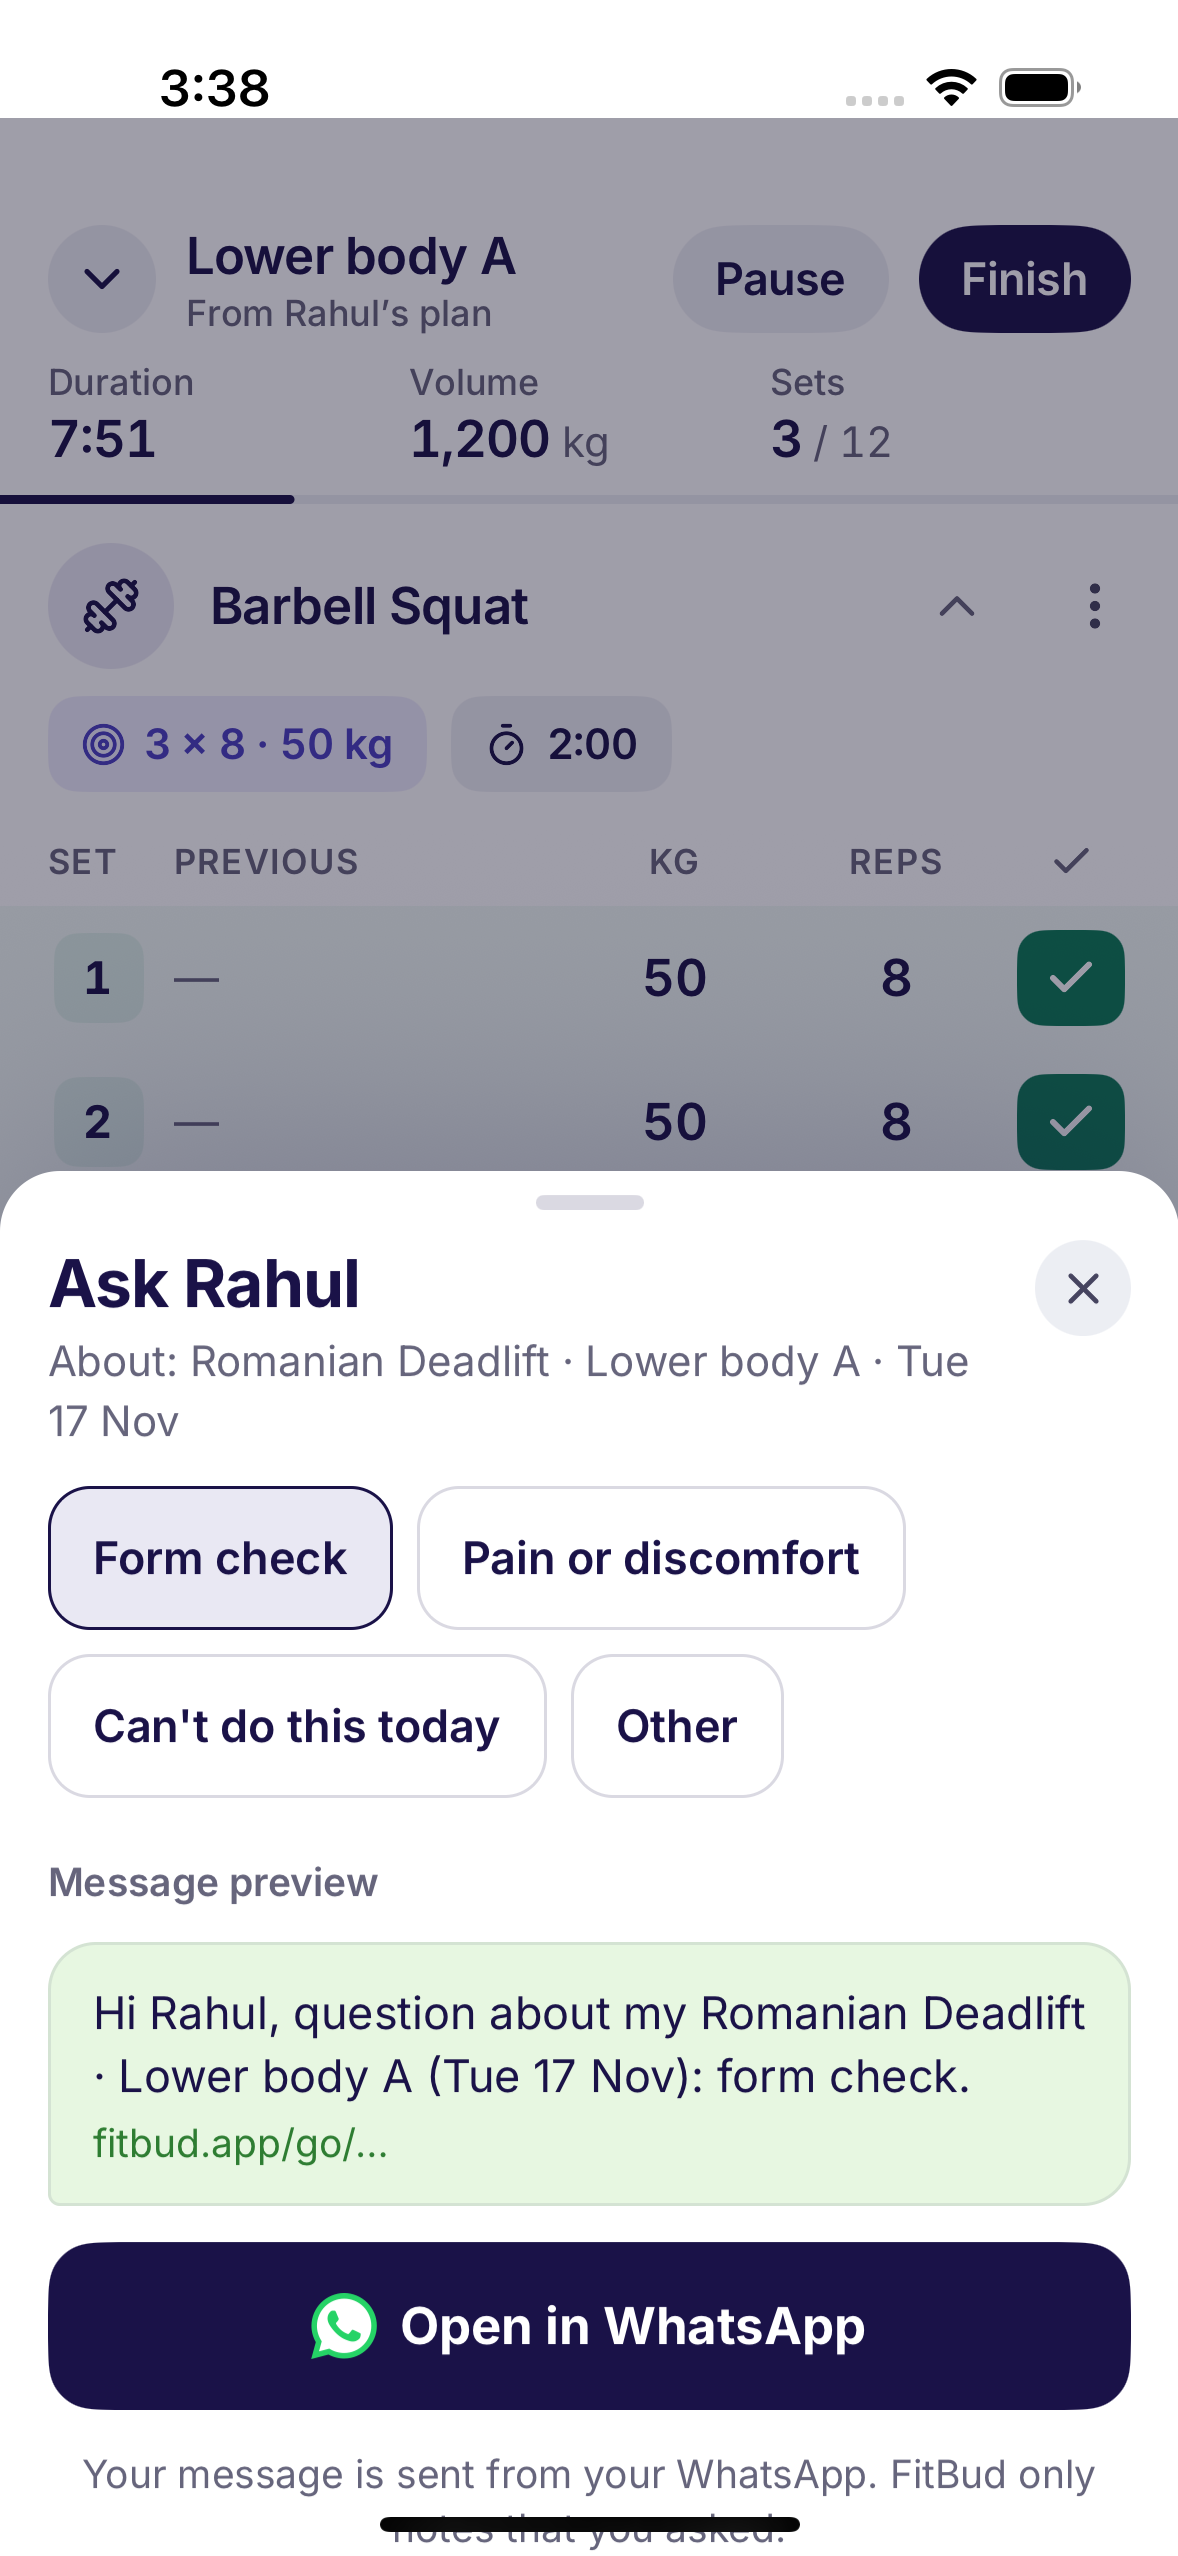 3:38
Lower body A
From Rahul’s plan
Pause
Finish
Duration
Volume
Sets
7:51
1,200 kg
3 / 12
Barbell Squat
3 × 8 · 50 kg
2:00
SET PREVIOUS KG REPS
1 — 50 8
2 — 50 8
Ask Rahul
About: Romanian Deadlift · Lower body A · Tue
17 Nov
Form check
Pain or discomfort
Can't do this today
Other
Message preview
Hi Rahul, question about my Romanian Deadlift
· Lower body A (Tue 17 Nov): form check.
fitbud.app/go/...
Open in WhatsApp
Your message is sent from your WhatsApp. FitBud only
notes that you asked.